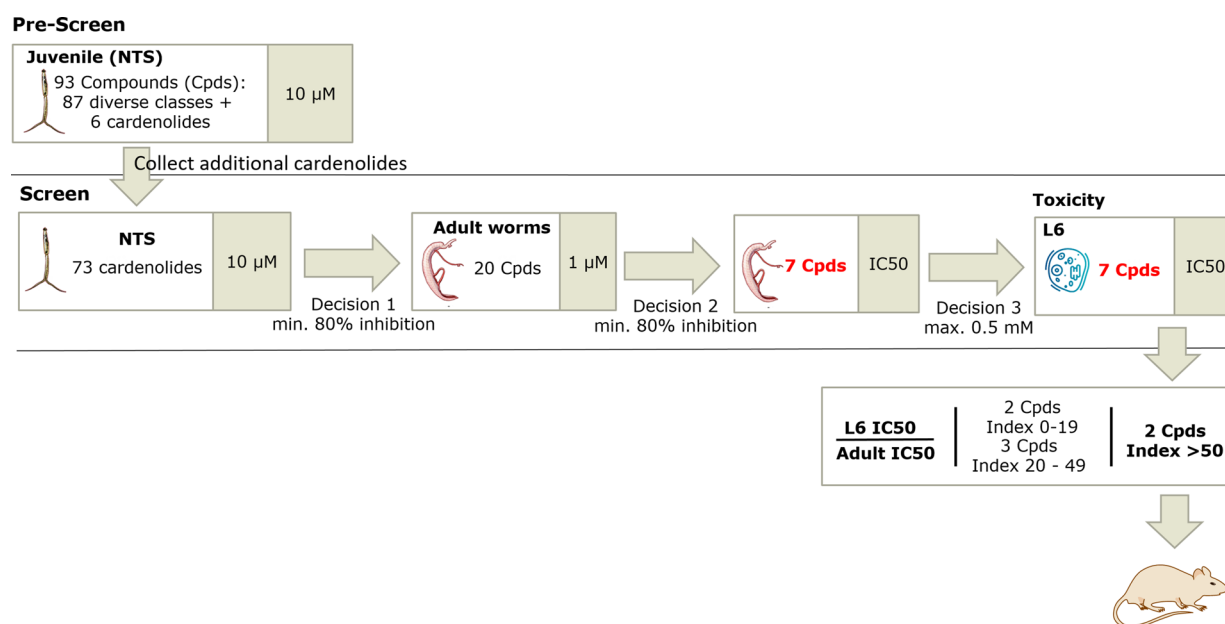 Pre-Screen
Juvenile (NTS)
93 Compounds (Cpds):
87 diverse classes +
6 cardenolides
10 µM
Collect additional cardenolides
Screen
NTS
73 cardenolides
10 µM
Decision 1
min. 80% inhibition
Adult worms
20 Cpds
1 µM
Decision 2
min. 80% inhibition
7 Cpds
IC50
Decision 3
max. 0.5 mM
Toxicity
L6
7 Cpds
IC50
L6 IC50
Adult IC50
2 Cpds
Index 0-19
3 Cpds
Index 20 - 49
2 Cpds
Index >50